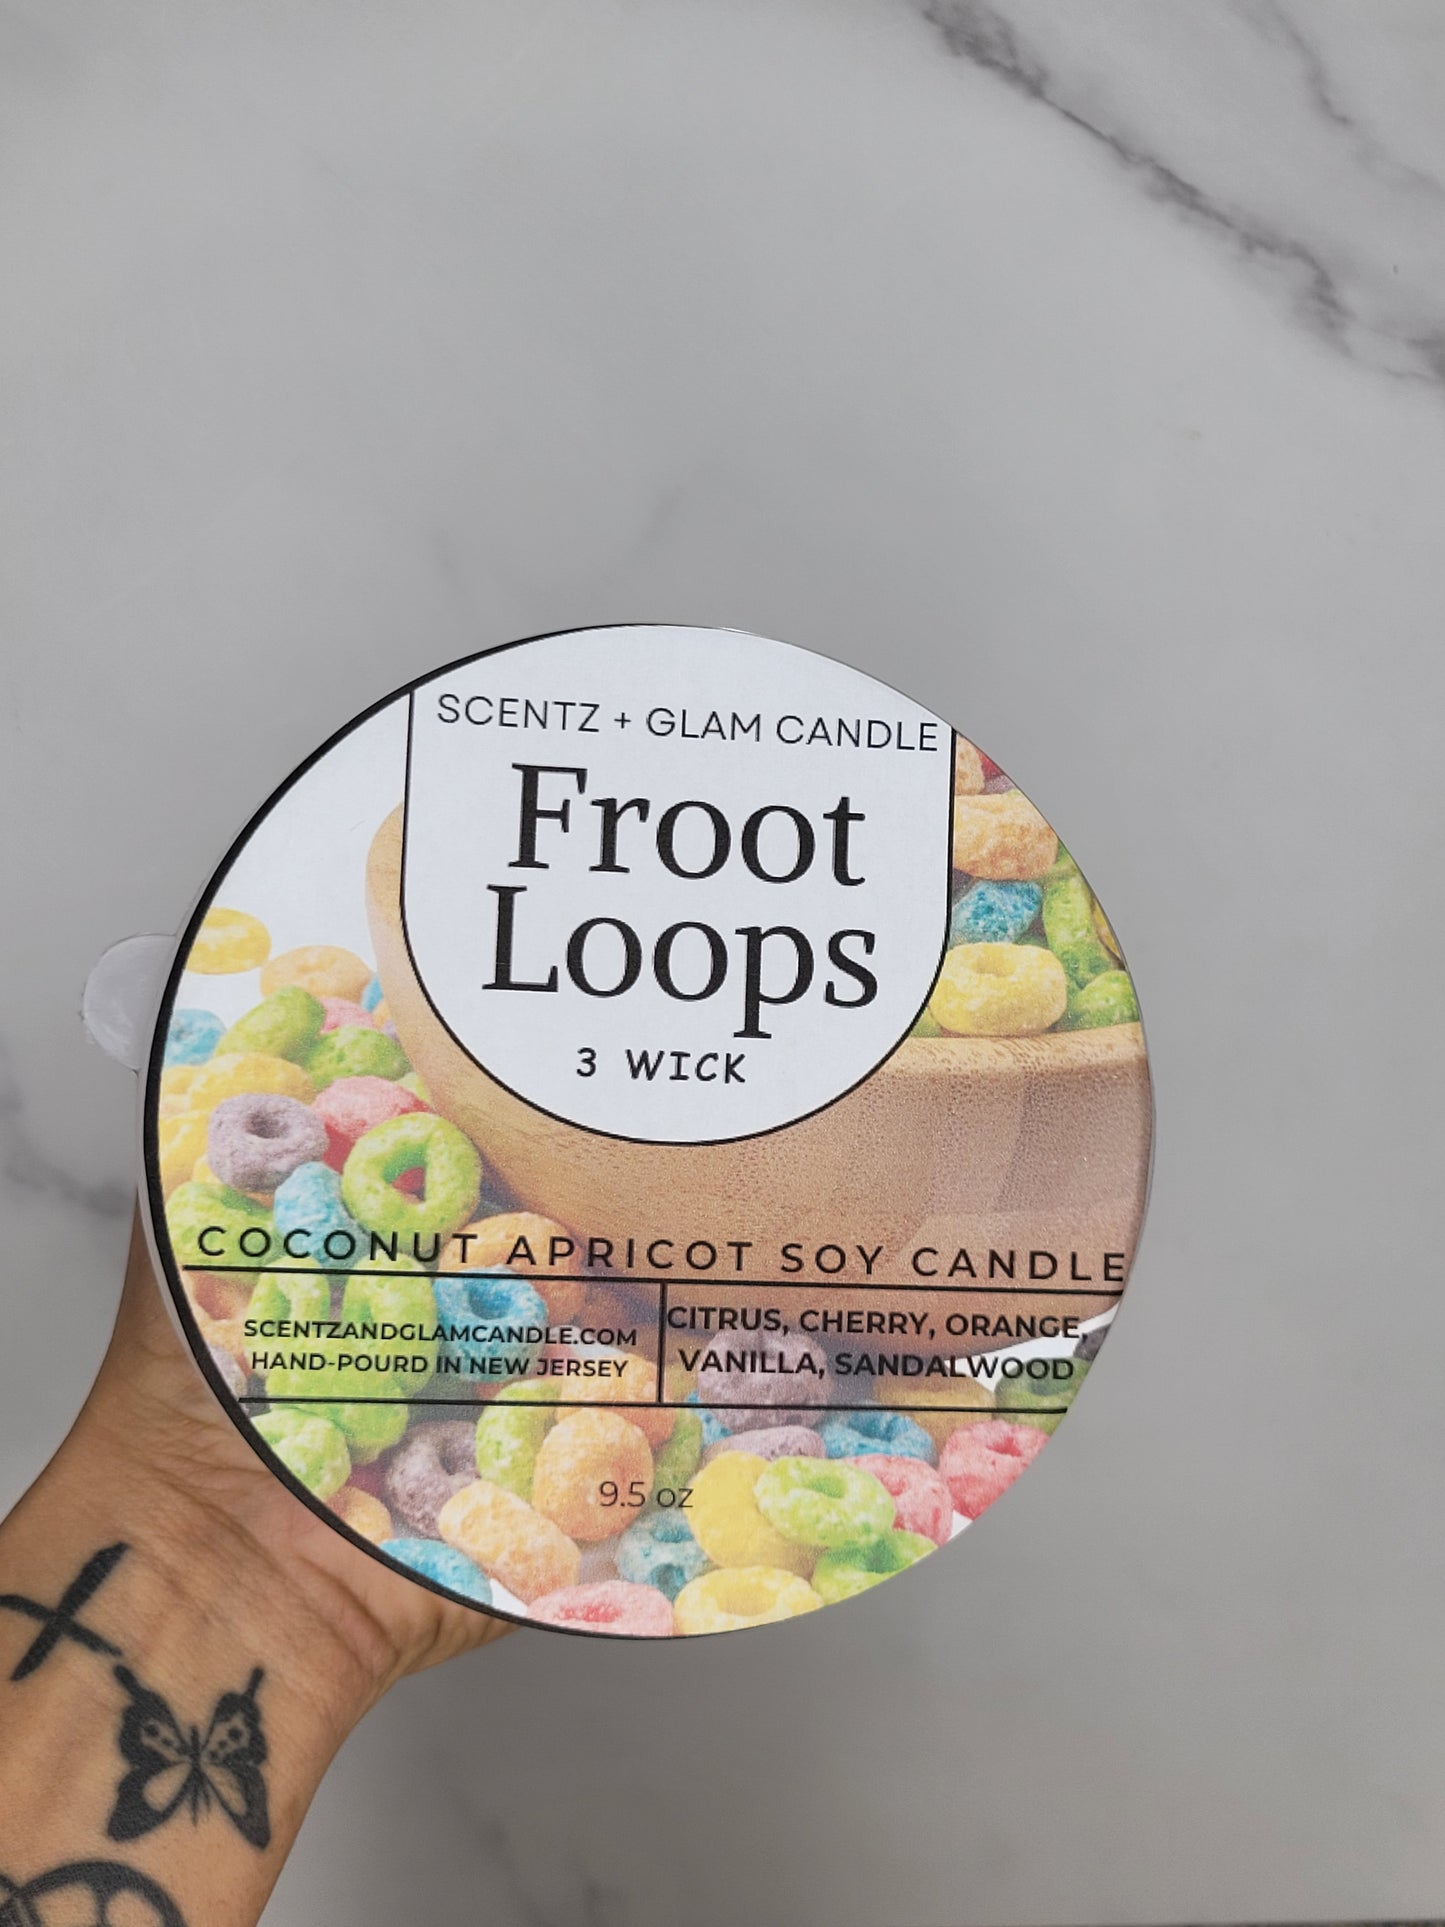 SCENTZ + GLAM CANDLE
Froot
Loops
3 WICK
COCONUT APRICOT SOY CANDLE
SCENTZANDGLAMCANDLE.COM
HAND-POURD IN NEW JERSEY
CITRUS, CHERRY, ORANGE,
VANILLA, SANDALWOOD
9.5 oz